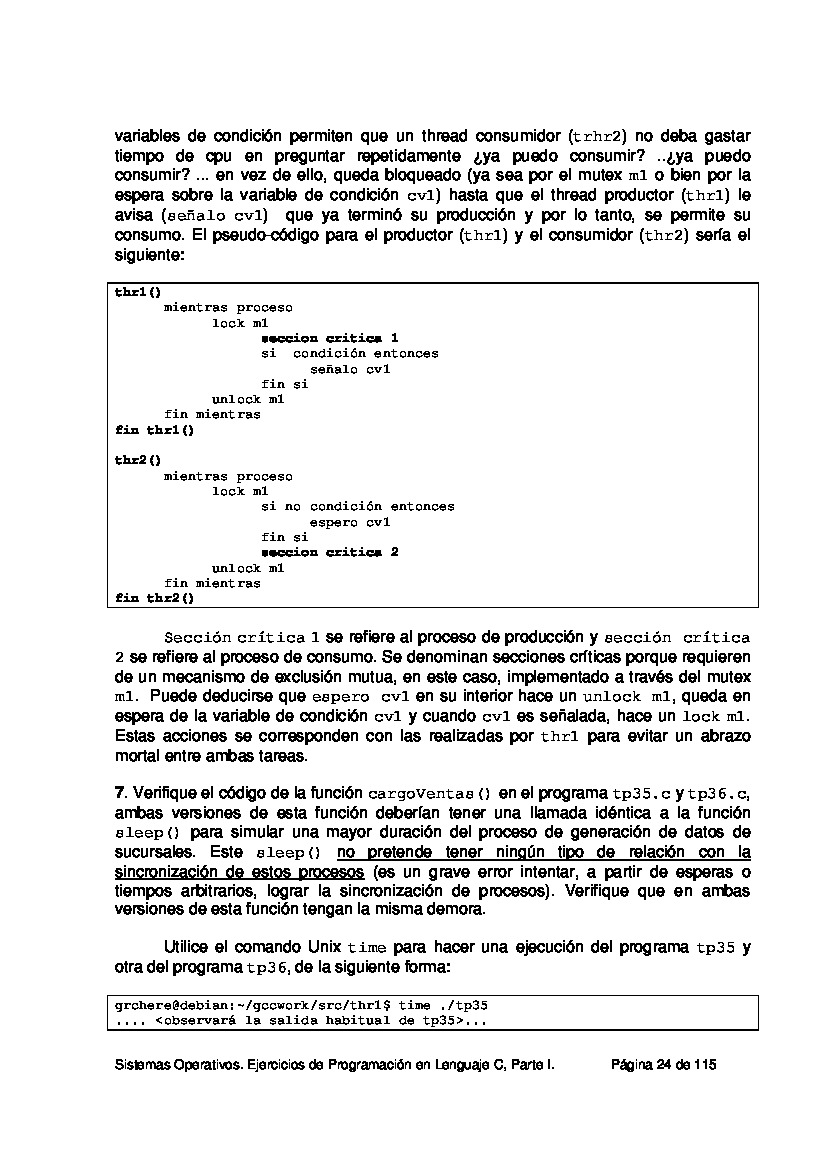 variables de condición permiten que un thread consumidor (trhr2) no deba gastar
tiempo de cpu en preguntar repetidamente ¿ya puedo consumir? ..¿ya puedo
consumir? ... en vez de ello, queda bloqueado (ya sea por el mutex m1 o bien por la
espera sobre la variable de condición cv1) hasta que el thread productor (thr1) le
avisa (señalo cv1) que ya terminó su producción y por lo tanto, se permite su
consumo. El pseudo-código para el productor (thr1) y el consumidor (thr2) sería el
siguiente:
thr1()
mientras proceso
lock m1
seccion critica 1
si  condición entonces
señalo cv1
fin si
unlock m1
fin mientras
fin thr1()
thr2()
mientras proceso
lock m1
si no condición entonces
espero cv1
fin si
seccion critica 2
unlock m1
fin mientras
fin thr2()
Sección crítica 1 se refiere al proceso de producción y sección crítica
2 se refiere al proceso de consumo. Se denominan secciones críticas porque requieren
de un mecanismo de exclusión mutua, en este caso, implementado a través del mutex
m1. Puede deducirse que espero cv1 en su interior hace un unlock m1, queda en
espera de la variable de condición cv1 y cuando cv1 es señalada, hace un lock m1.
Estas acciones se corresponden con las realizadas por thr1 para evitar un abrazo
mortal entre ambas tareas.
7. Verifique el código de la función cargoVentas() en el programa tp35.c y tp36.c,
ambas versiones de esta función deberían tener una llamada idéntica a la función
sleep() para simular una mayor duración del proceso de generación de datos de
sucursales. Este sleep() no pretende tener ningún tipo de relación con la
sincronización de estos procesos (es un grave error intentar, a partir de esperas o
tiempos arbitrarios, lograr la sincronización de procesos). Verifique que en ambas
versiones de esta función tengan la misma demora.
Utilice el comando Unix time para hacer una ejecución del programa tp35 y
otra del programa tp36, de la siguiente forma:
grchere@debian:~/gccwork/src/thr1$ time ./tp35
.... <observará la salida habitual de tp35>...
Sistemas Operativos. Ejercicios de Programación en Lenguaje C, Parte I. Página 24 de 115